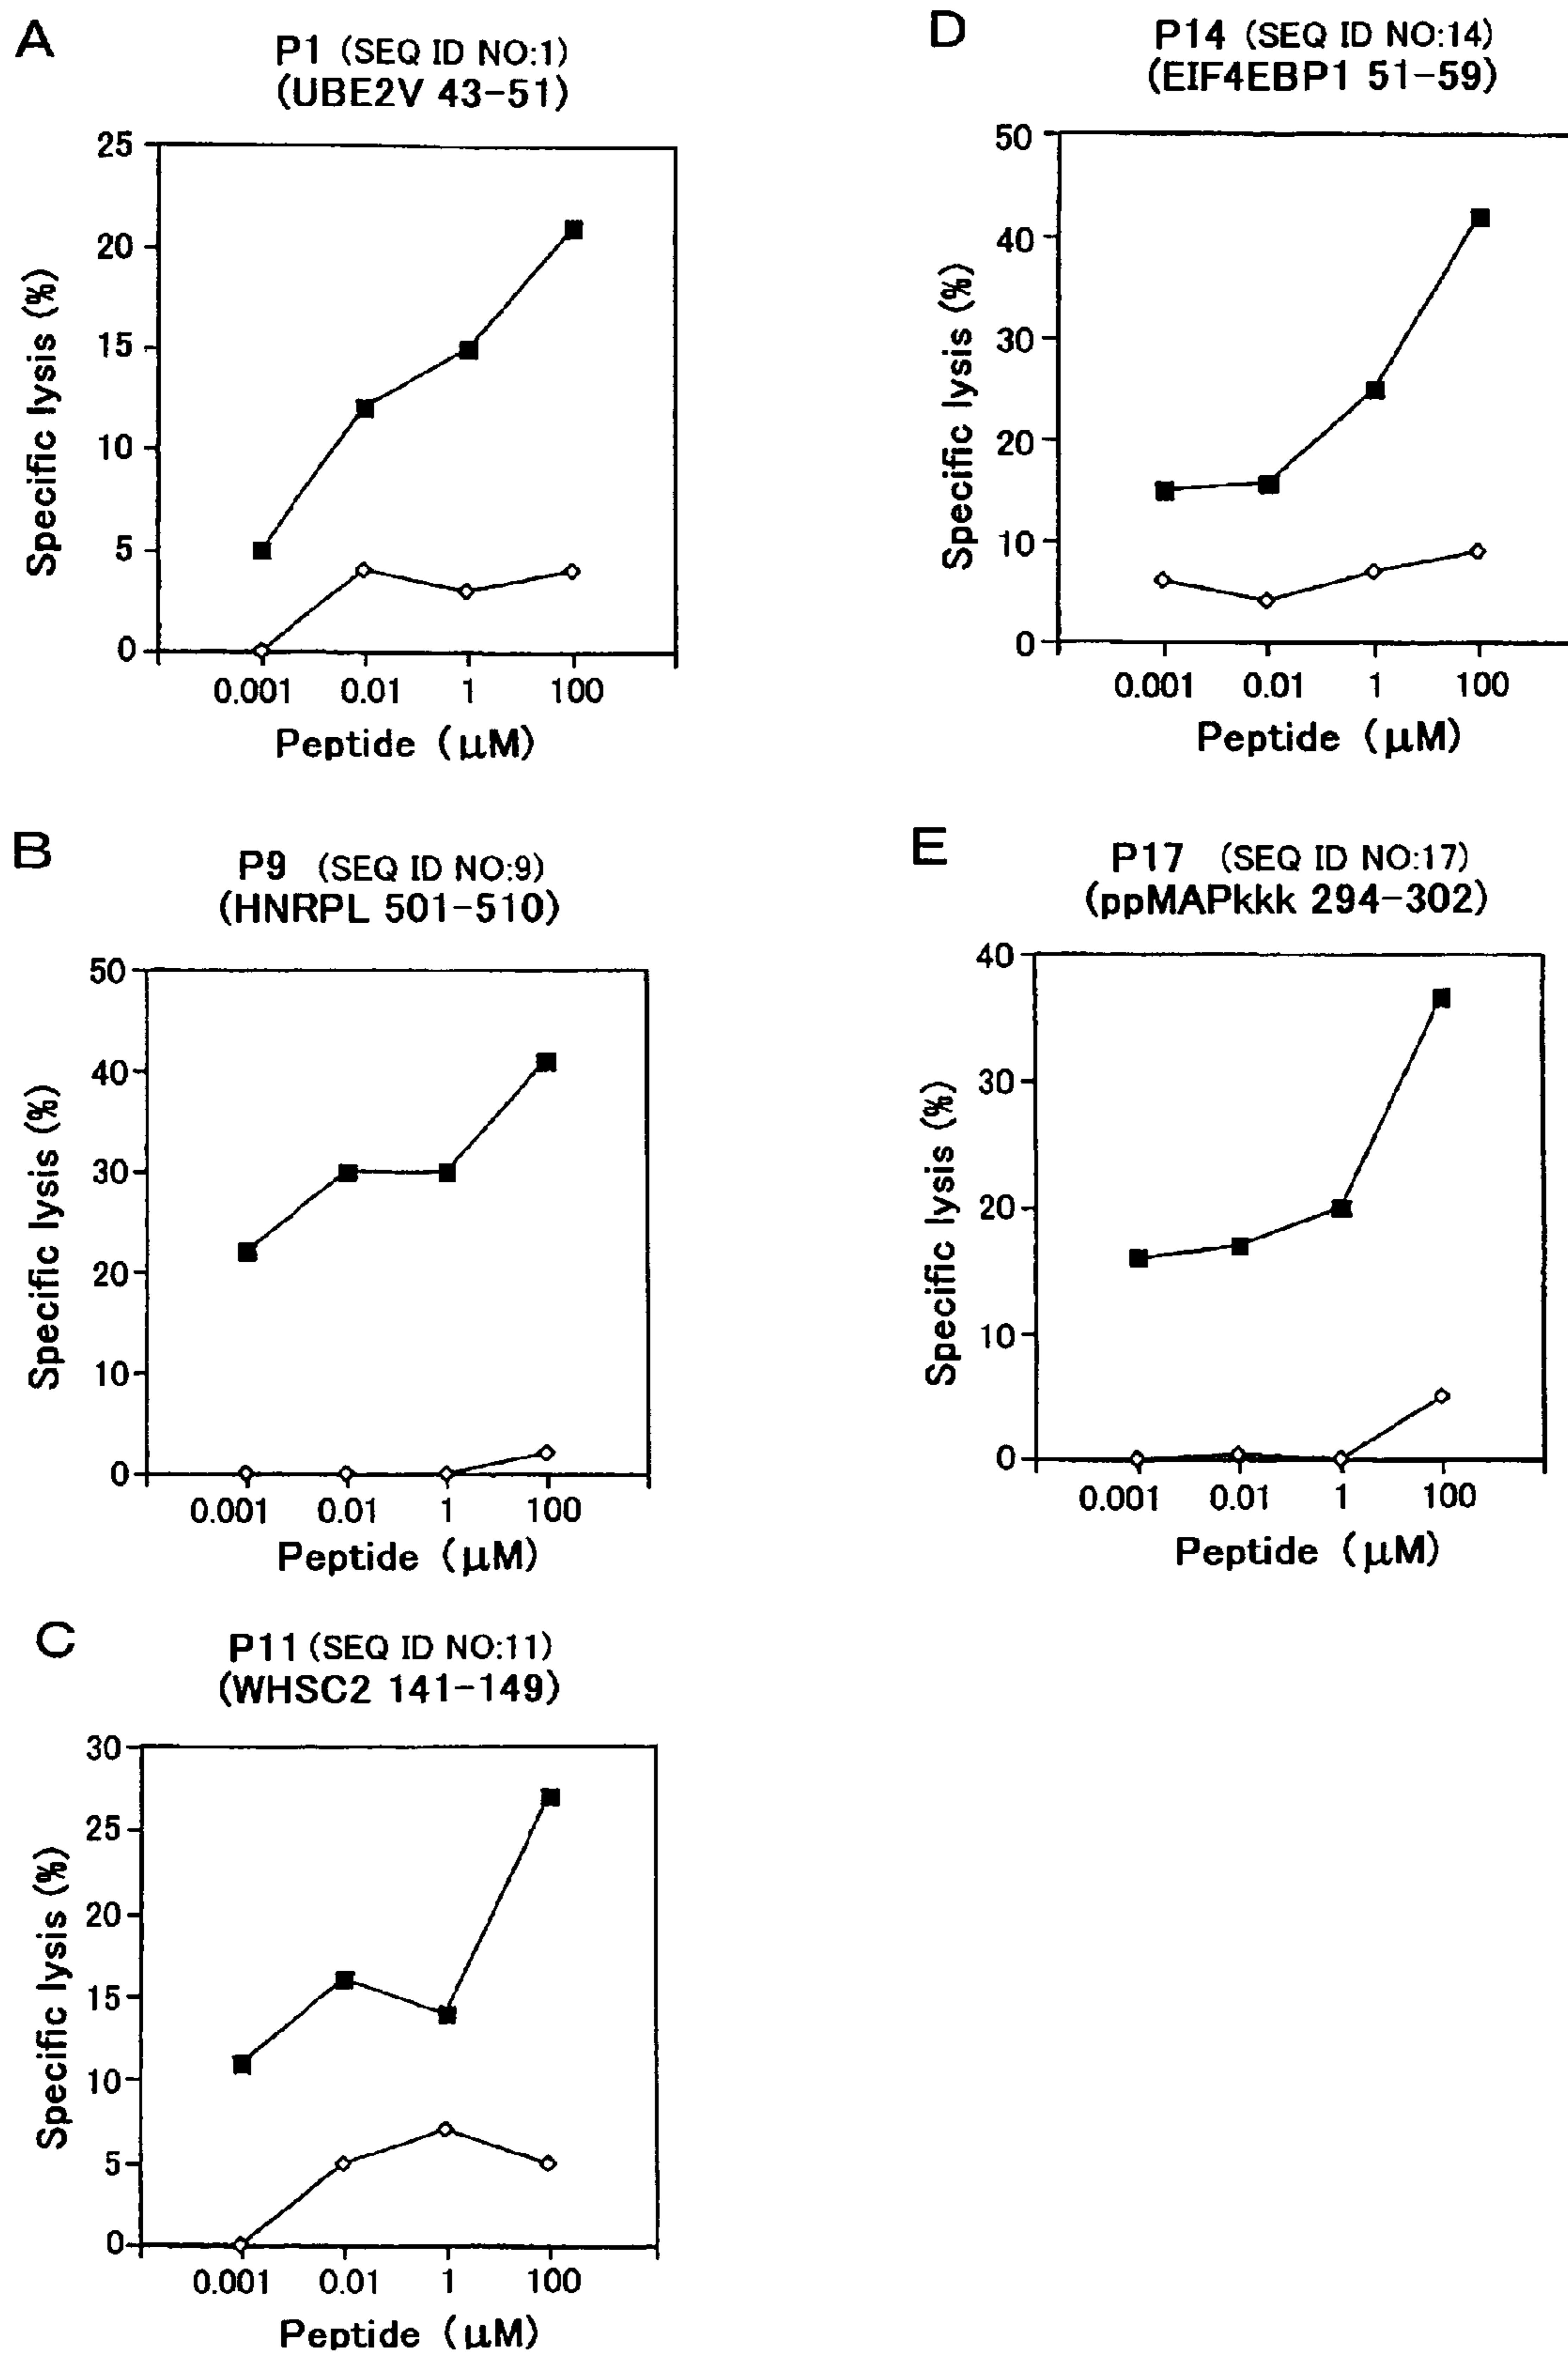 A
P1 (SEQ ID NO:1)
(UBE2V 43-51)
25
20
15
10
5
0
Specific lysis (%)
0.001 0.01 1 100
Peptide (μM)
B
P9 (SEQ ID NO:9)
(HNRPL 501-510)
50
40
30
20
10
0
Specific lysis (%)
0.001 0.01 1 100
Peptide (μM)
C
P11 (SEQ ID NO:11)
(WHSC2 141-149)
30
25
20
15
10
5
0
Specific lysis (%)
0.001 0.01 1 100
Peptide (μM)
D
P14 (SEQ ID NO:14)
(EIF4EBP1 51-59)
50
40
30
20
10
0
Specific lysis (%)
0.001 0.01 1 100
Peptide (μM)
E
P17 (SEQ ID NO:17)
(ppMAPkkk 294-302)
40
30
20
10
0
Specific lysis (%)
0.001 0.01 1 100
Peptide (μM)